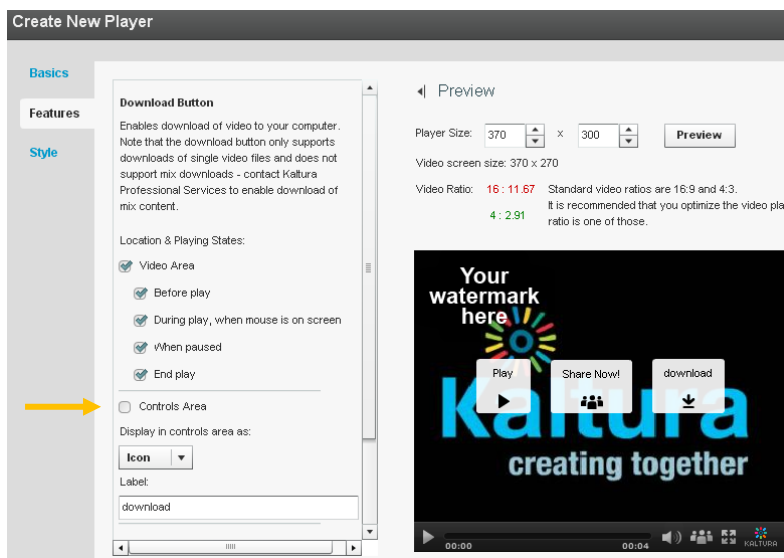 Create New Player
Basics
Features
Style
Download Button
Enables download of video to your computer.
Note that the download button only supports
downloads of single video files and does not
support mix downloads - contact Kaltura
Professional Services to enable download of
mix content.
Location & Playing States:
Video Area
Before play
During play, when mouse is on screen
When paused
End play
Controls Area
Display in controls area as:
Icon
Label:
download
Preview
Player Size: 370 x 300 Preview
Video screen size: 370 x 270
Video Ratio: 16 : 11.67 Standard video ratios are 16:9 and 4:3.
It is recommended that you optimize the video pla
4 : 2.91
ratio is one of those.
Your
watermark
here
Play Share Now! download
Kaltura
creating together
00:00 00:04 KALTURA